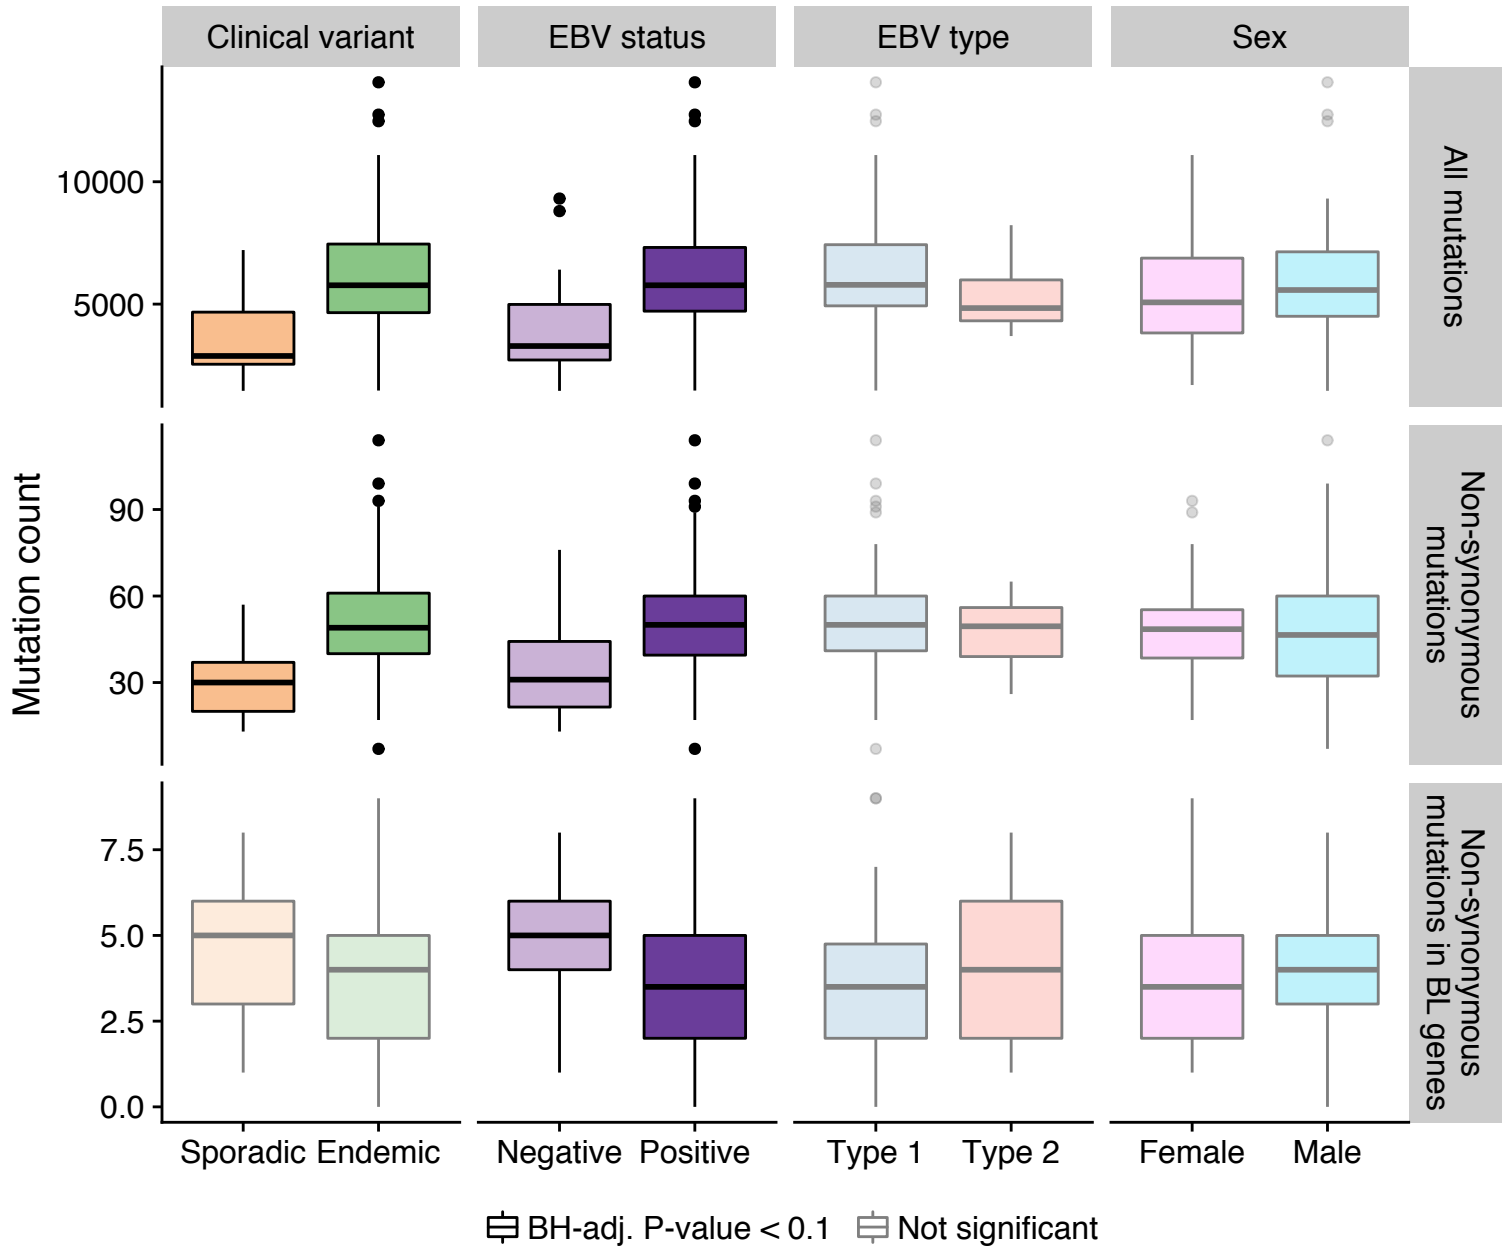 Clinical variant
EBV status
EBV type
Sex
Mutation count
10000
5000
All mutations
90
60
30
Non-synonymous
mutations
7.5
5.0
2.5
0.0
Non-synonymous
mutations in BL genes
Sporadic Endemic
Negative Positive
Type 1 Type 2
Female Male
BH-adj. P-value < 0.1 Not significant